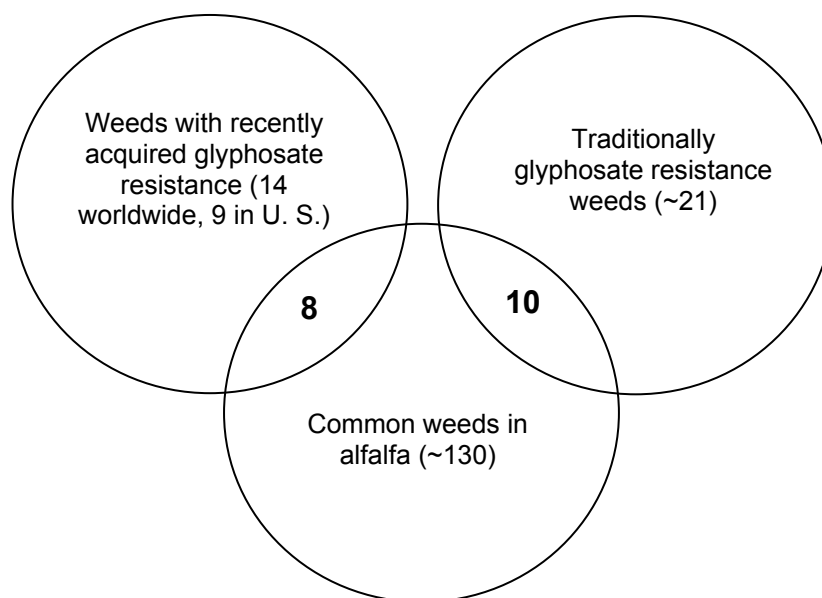 Weeds with recently
acquired glyphosate
resistance (14
worldwide, 9 in U. S.)
Traditionally
glyphosate resistance
weeds (~21)
8
10
Common weeds in
alfalfa (~130)